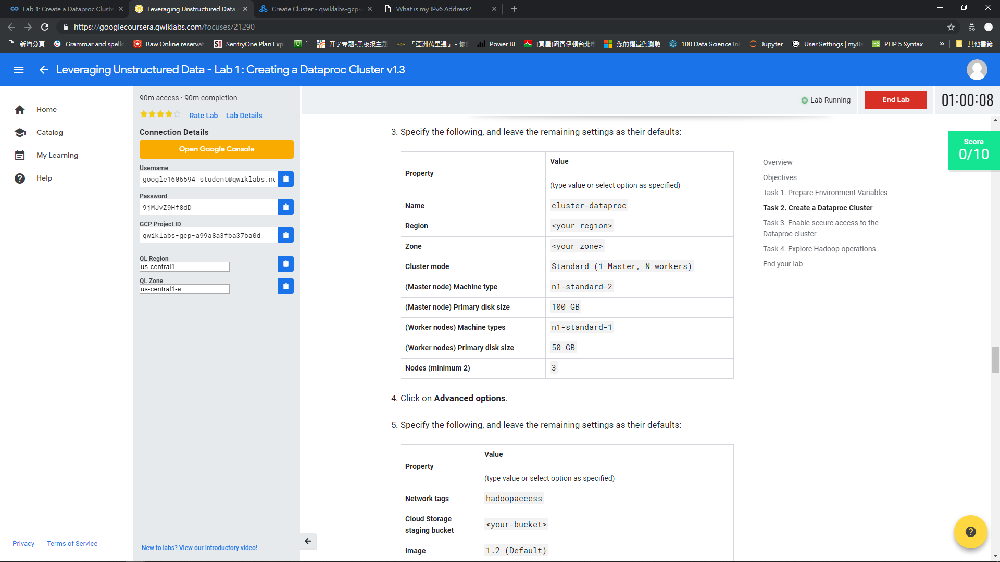 Lab 1: Create a Dataproc Cluste
Leveraging Unstructured Data
Create Cluster - qwiklabs-gcp-
What is my IPv6 Address?
https://googlecoursera.qwiklabs.com/focuses/21290
新增分頁
Grammar and spelli
Raw Online reservat
SentryOne Plan Expl
开学专题-黑板报主题
「亞洲萬里通」 - 你
Power BI
[買屋]國賓伊頓台北市
您的權益與測驗
100 Data Science Int
Jupyter
User Settings | myBa
PHP 5 Syntax
»
其他書籤
Leveraging Unstructured Data - Lab 1 : Creating a Dataproc Cluster v1.3
Home
Catalog
My Learning
Help
Privacy
Terms of Service
90m access · 90m completion
Rate Lab
Lab Details
Connection Details
Open Google Console
Username
google1606594_student@qwiklabs.ne
Password
9jMJvZ9Hf8dD
GCP Project ID
qwiklabs-gcp-a99a8a3fba37ba0d
QL Region
us-central1
QL Zone
us-central1-a
New to labs? View our introductory video!
Lab Running
End Lab
01:00:08
3. Specify the following, and leave the remaining settings as their defaults:
Property
Value
(type value or select option as specified)
Name
cluster-dataproc
Region
<your region>
Zone
<your zone>
Cluster mode
Standard (1 Master, N workers)
(Master node) Machine type
n1-standard-2
(Master node) Primary disk size
100 GB
(Worker nodes) Machine types
n1-standard-1
(Worker nodes) Primary disk size
50 GB
Nodes (minimum 2)
3
4. Click on Advanced options.
5. Specify the following, and leave the remaining settings as their defaults:
Property
Value
(type value or select option as specified)
Network tags
hadoopaccess
Cloud Storage
staging bucket
<your-bucket>
Image
1.2 (Default)
Overview
Objectives
Task 1. Prepare Environment Variables
Task 2. Create a Dataproc Cluster
Task 3. Enable secure access to the
Dataproc cluster
Task 4. Explore Hadoop operations
End your lab
Score
0/10